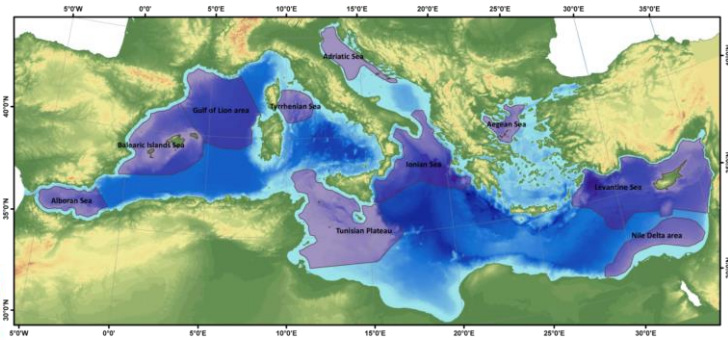 5°0'W 0°0' 5°0'E 10°0'E 15°0'E 20°0'E 25°0'E 30°0'E 35°0'E
Adriatic Sea
40°0'N
Gulf of Lion area
Tyrrhenian Sea
Aegean Sea
Balearic Islands Sea
Ionian Sea
Levantine Sea
Alboran Sea
35°0'N
Tunisian Plateau
Nile Delta area
30°0'N
5°0'W 0°0' 5°0'E 10°0'E 15°0'E 20°0'E 25°0'E 30°0'E